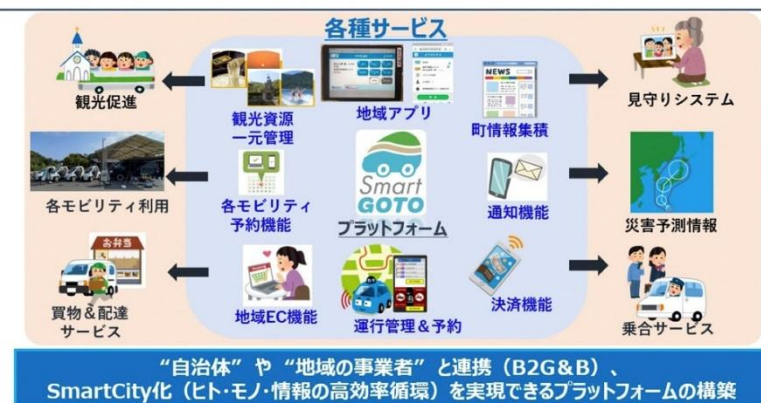 各種サービス
観光促進
観光資源
一元管理
地域アプリ
NEWS
町情報集積
見守りシステム
各モビリティ利用
各モビリティ
予約機能
Smart
GOTO
プラットフォーム
通知機能
災害予測情報
お弁当
買物&配達
サービス
地域EC機能
運行管理&予約
決済機能
乗合サービス
“自治体” や “地域の事業者” と連携（B2G&B）、
SmartCity化（ヒト・モノ・情報の高効率循環）を実現できるプラットフォームの構築